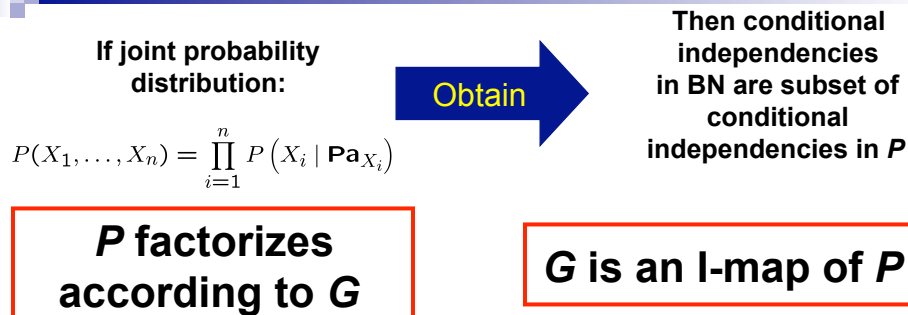 If joint probability
distribution:
P(X_1, ..., X_n) = ∏_{i=1}^{n} P(X_i | Pa_{X_i})
Obtain
Then conditional
independencies
in BN are subset of
conditional
independencies in P
P factorizes
according to G
G is an I-map of P